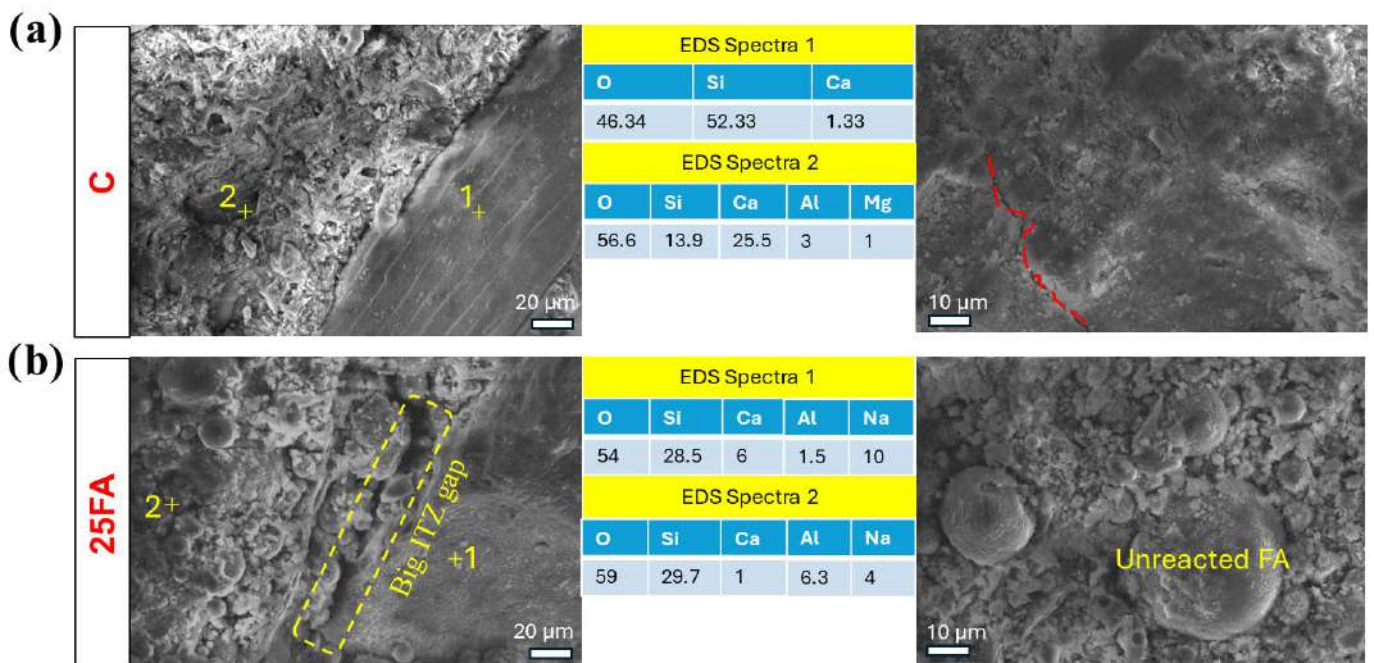 (a)
C
2+
1+
20 µm
EDS Spectra 1
O Si Ca
46.34 52.33 1.33
EDS Spectra 2
O Si Ca Al Mg
56.6 13.9 25.5 3 1
10 µm
(b)
25FA
2+
Big ITZ gap
+1
20 µm
EDS Spectra 1
O Si Ca Al Na
54 28.5 6 1.5 10
EDS Spectra 2
O Si Ca Al Na
59 29.7 1 6.3 4
Unreacted FA
10 µm